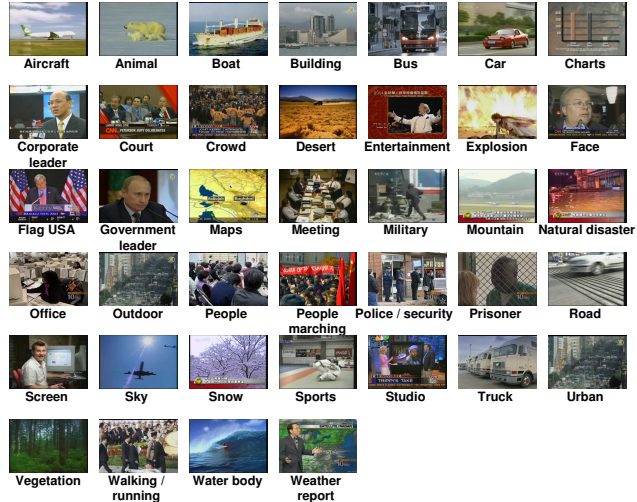 Aircraft Animal Boat Building Bus Car Charts
Corporate leader Court Crowd Desert Entertainment Explosion Face
Flag USA Government leader Maps Meeting Military Mountain Natural disaster
Office Outdoor People People marching Police / security Prisoner Road
Screen Sky Snow Sports Studio Truck Urban
Vegetation Walking / running Water body Weather report